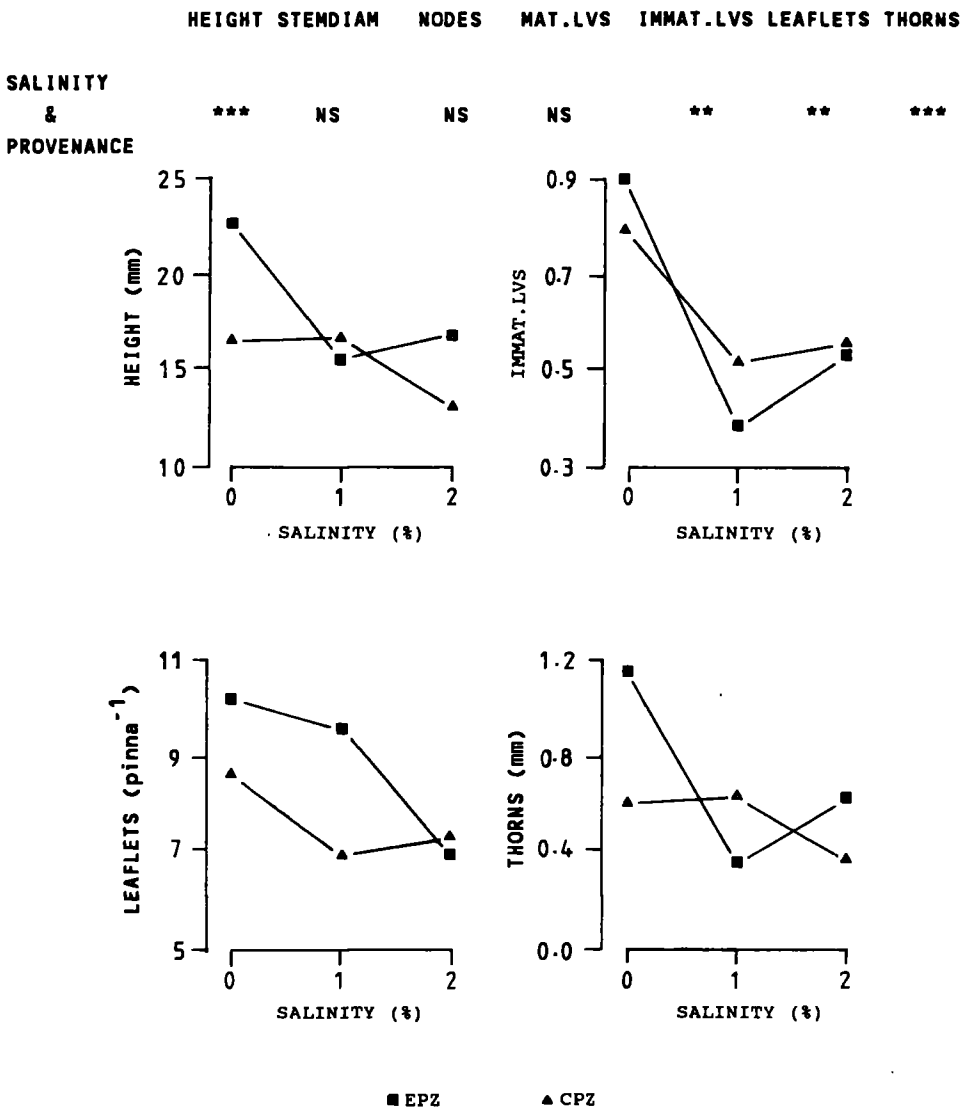 HEIGHT STEMDIAM NODES MAT.LVS IMMAT.LVS LEAFLETS THORNS
SALINITY
& *** NS NS NS ** ** ***
PROVENANCE
25
20
15
10
HEIGHT (mm)
0 1 2
SALINITY (%)
0.9
0.7
0.5
0.3
IMMAT.LVS
0 1 2
SALINITY (%)
11
9
7
5
LEAFLETS (pinna⁻¹)
0 1 2
SALINITY (%)
1.2
0.8
0.4
0.0
THORNS (mm)
0 1 2
SALINITY (%)
■ EPZ ▲ CPZ